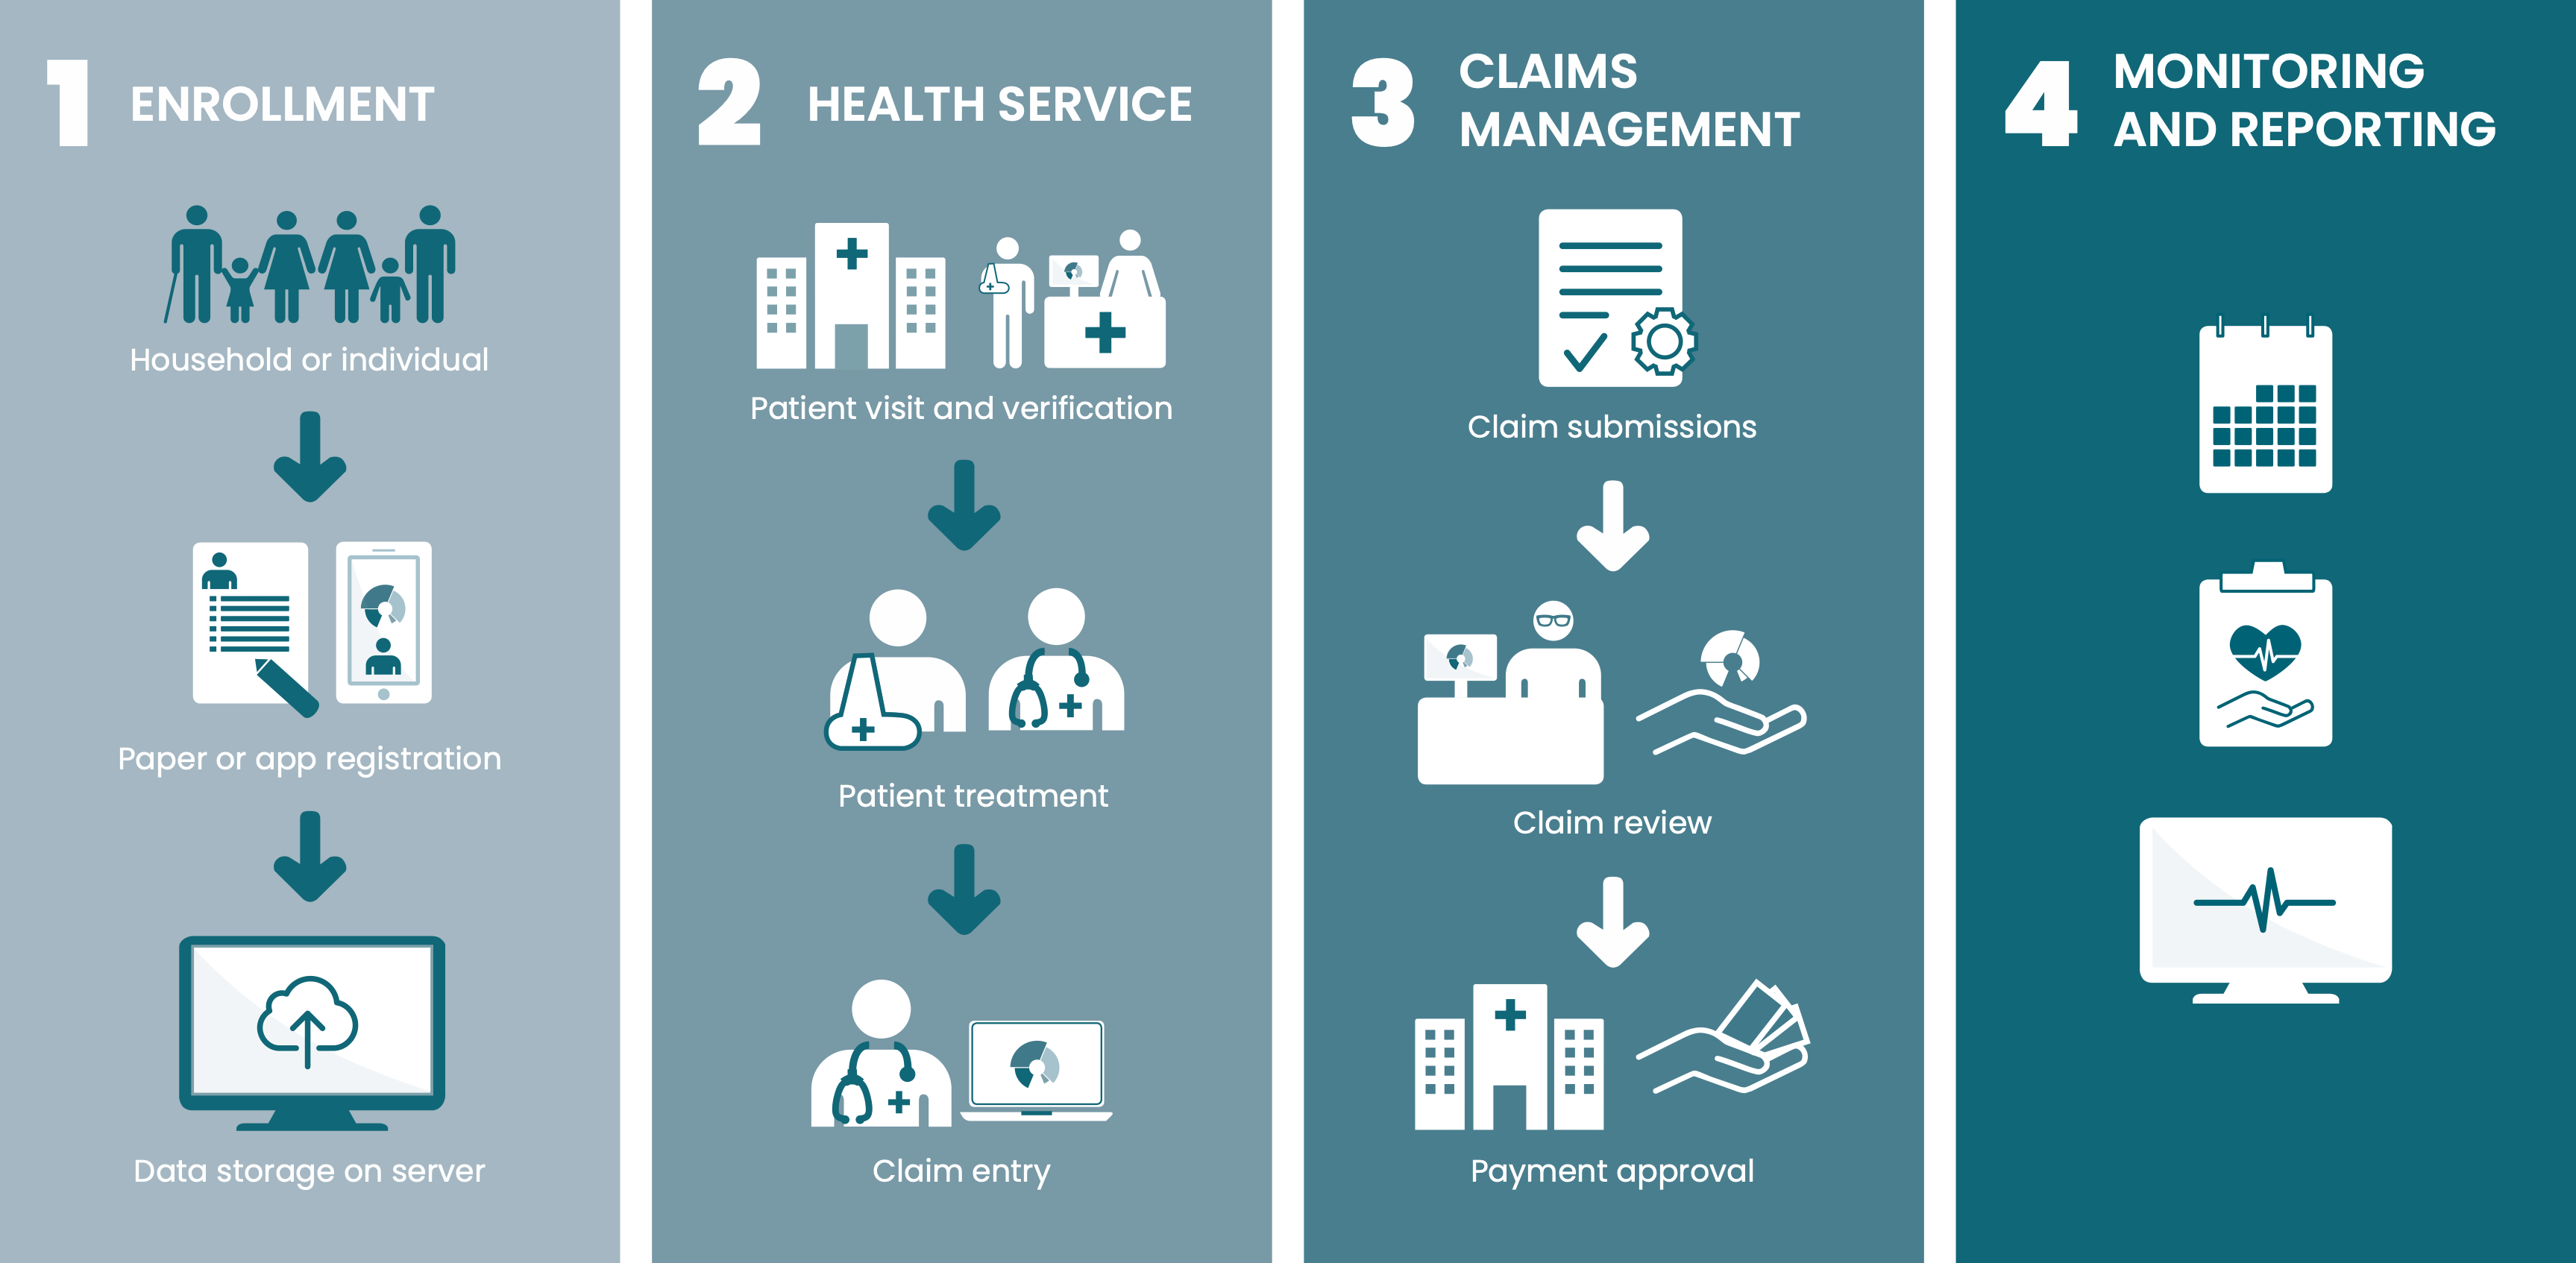 1 ENROLLMENT
Household or individual
Paper or app registration
Data storage on server
2 HEALTH SERVICE
Patient visit and verification
Patient treatment
Claim entry
3 CLAIMS
MANAGEMENT
Claim submissions
Claim review
Payment approval
4 MONITORING
AND REPORTING